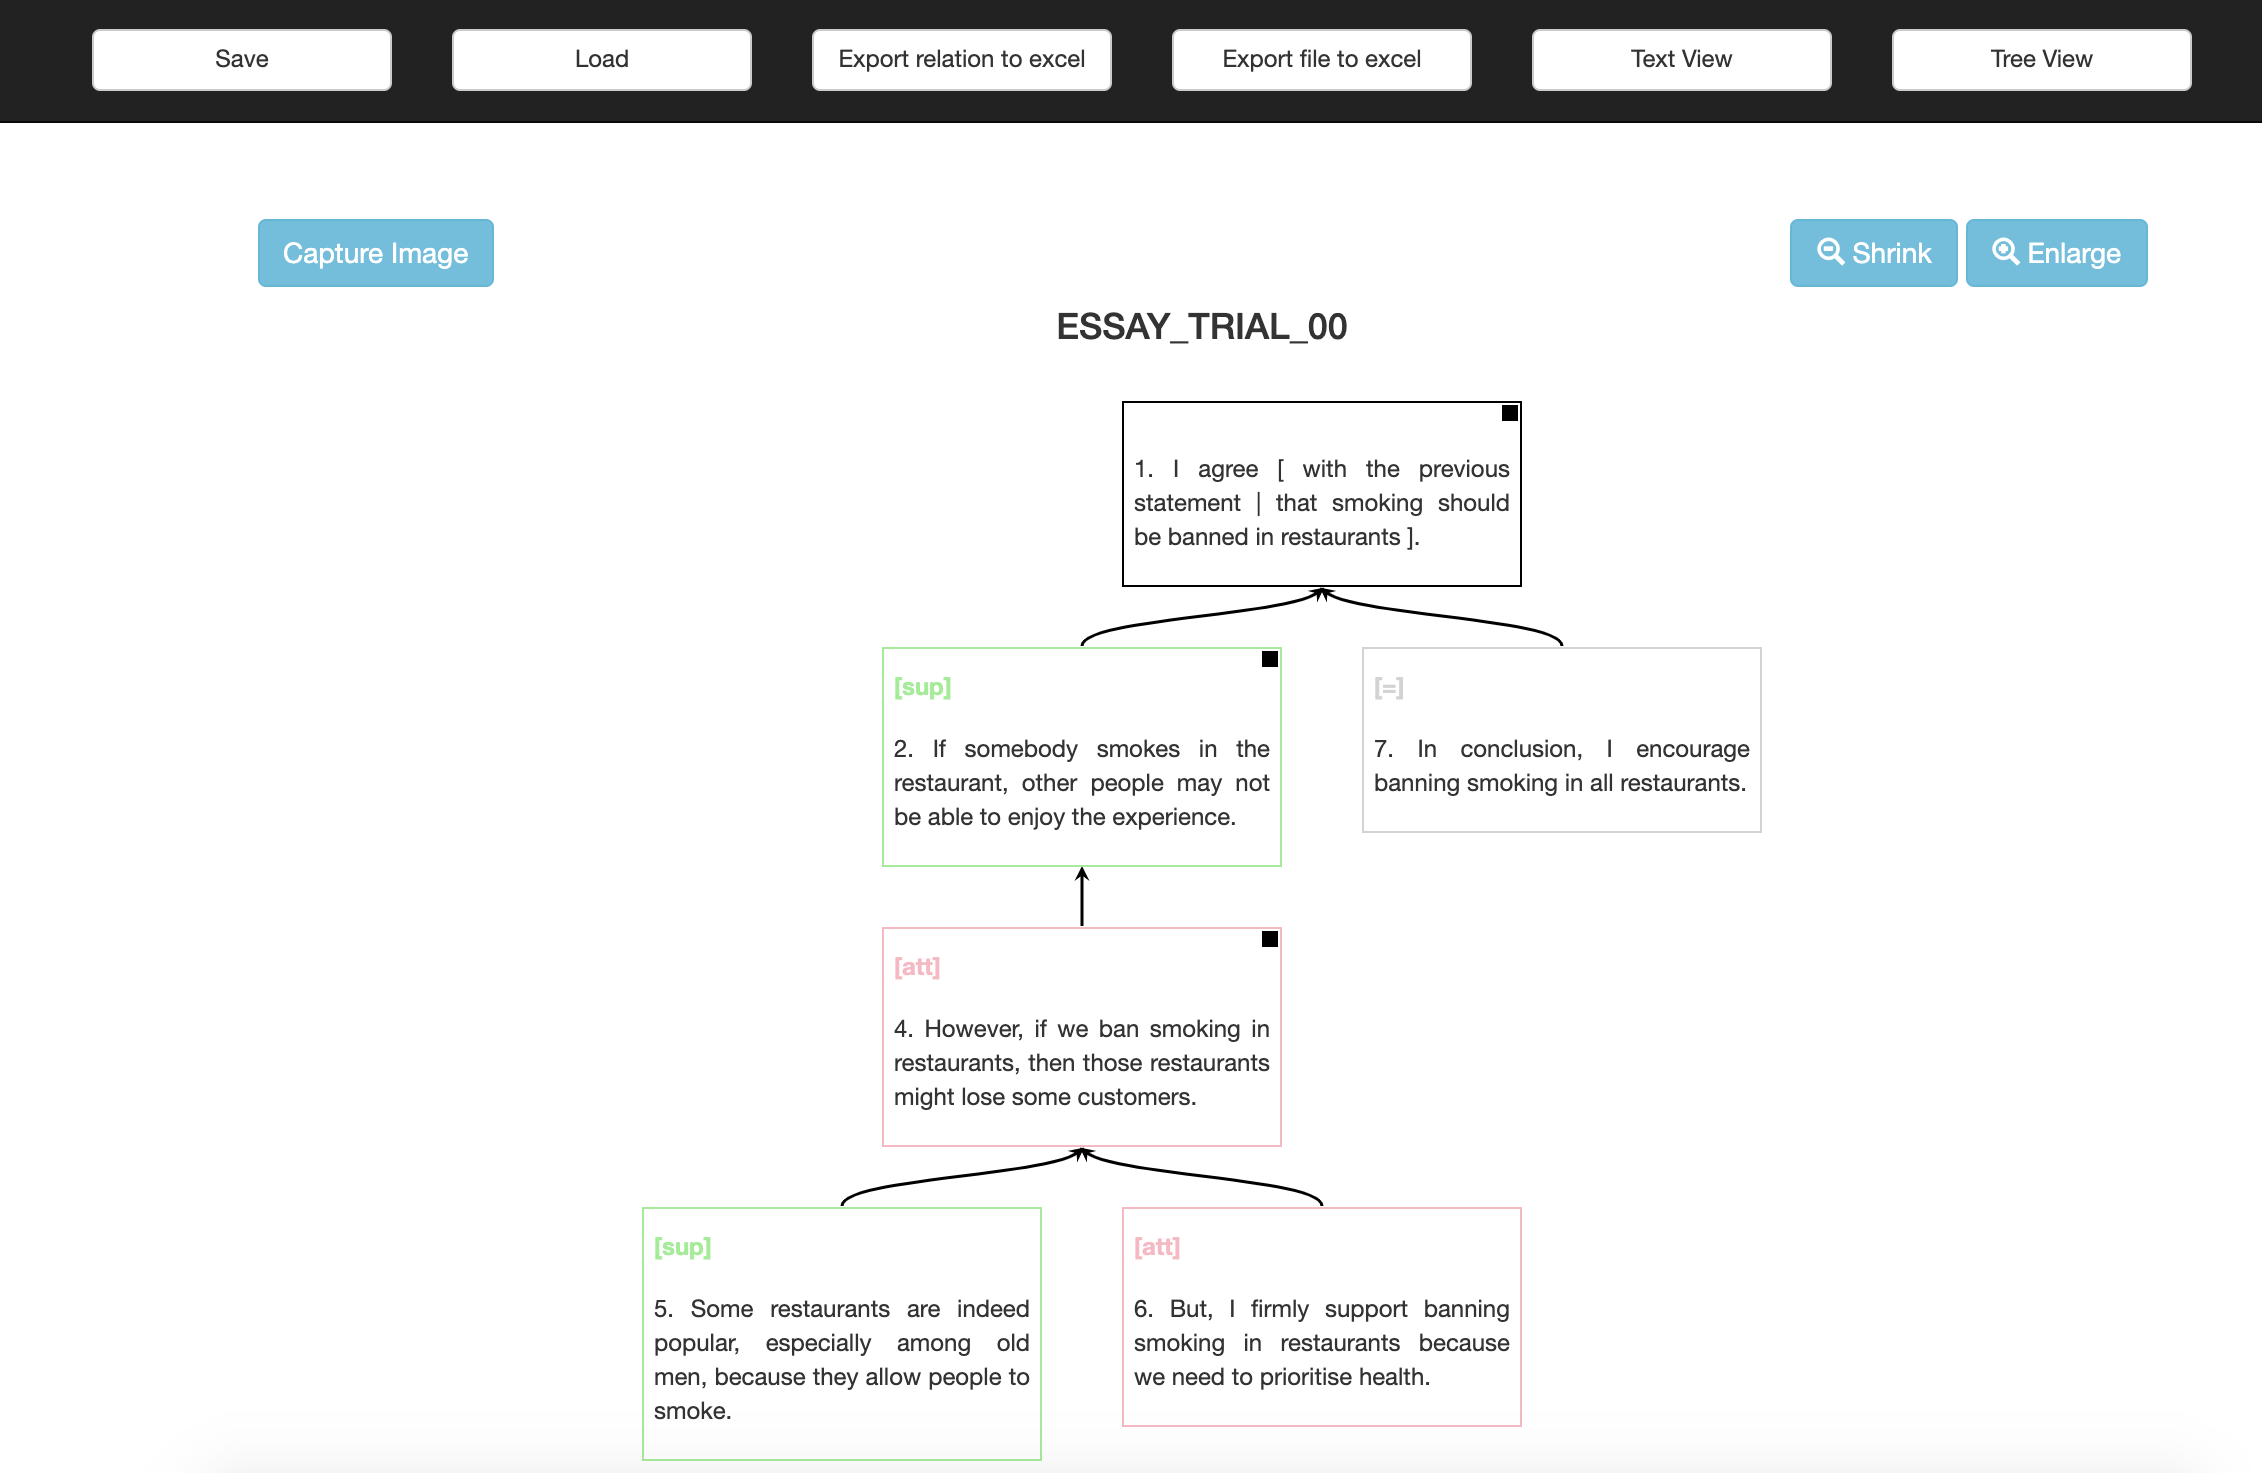 Save
Load
Export relation to excel
Export file to excel
Text View
Tree View
Capture Image
Shrink
Enlarge
ESSAY_TRIAL_00
1. I agree [ with the previous
statement | that smoking should
be banned in restaurants ].
[sup]
2. If somebody smokes in the
restaurant, other people may not
be able to enjoy the experience.
[=]
7. In conclusion, I encourage
banning smoking in all restaurants.
[att]
4. However, if we ban smoking in
restaurants, then those restaurants
might lose some customers.
[sup]
5. Some restaurants are indeed
popular, especially among old
men, because they allow people to
smoke.
[att]
6. But, I firmly support banning
smoking in restaurants because
we need to prioritise health.